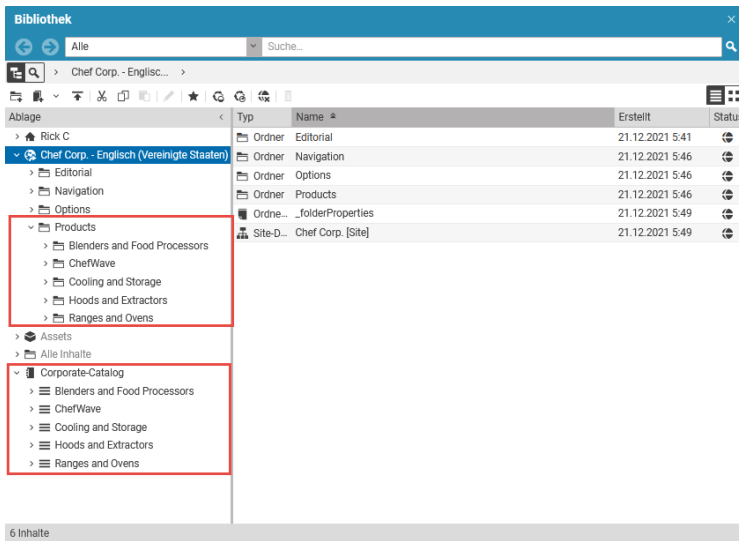 Bibliothek
Alle
Suche...
Chef Corp. - Englisc...
Ablage
Typ Name Erstellt Status
Rick C
Chef Corp. - Englisch (Vereinigte Staaten)
Editorial
Navigation
Options
Products
Blenders and Food Processors
ChefWave
Cooling and Storage
Hoods and Extractors
Ranges and Ovens
Assets
Alle Inhalte
Corporate-Catalog
Blenders and Food Processors
ChefWave
Cooling and Storage
Hoods and Extractors
Ranges and Ovens
Ordner Editorial 21.12.2021 5:41
Ordner Navigation 21.12.2021 5:46
Ordner Options 21.12.2021 5:46
Ordner Products 21.12.2021 5:46
Ordne... _folderProperties 21.12.2021 5:49
Site-D... Chef Corp. [Site] 21.12.2021 5:49
6 Inhalte